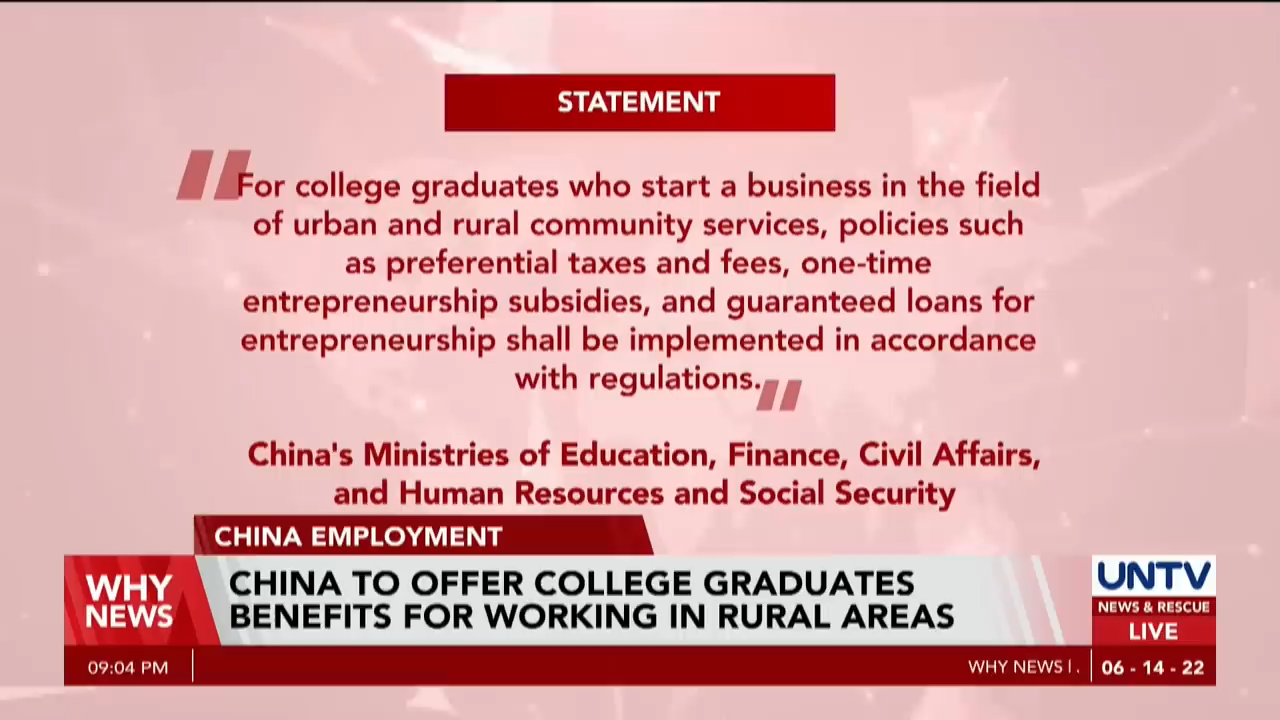 STATEMENT
"For college graduates who start a business in the field
of urban and rural community services, policies such
as preferential taxes and fees, one-time
entrepreneurship subsidies, and guaranteed loans for
entrepreneurship shall be implemented in accordance
with regulations."
China's Ministries of Education, Finance, Civil Affairs,
and Human Resources and Social Security
CHINA EMPLOYMENT
WHY
NEWS
CHINA TO OFFER COLLEGE GRADUATES
BENEFITS FOR WORKING IN RURAL AREAS
UNTV
NEWS & RESCUE
LIVE
09:04 PM
WHY NEWS | .
06 - 14 - 22